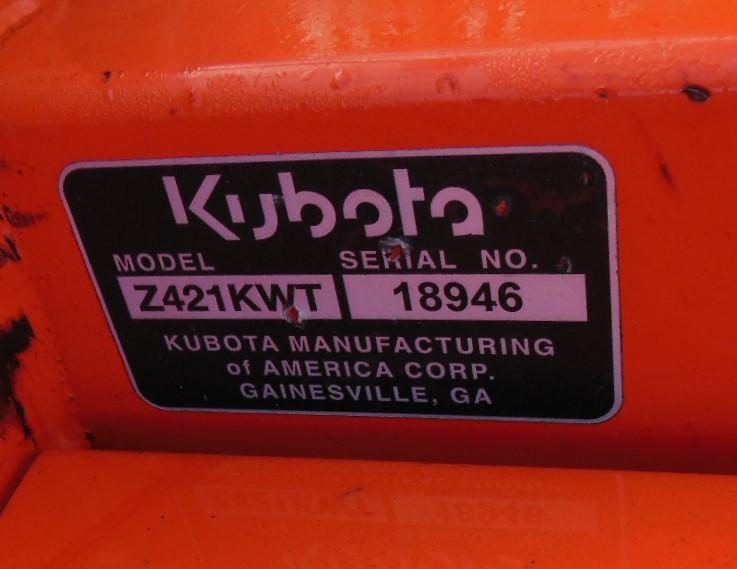 Kubota
MODEL SERIAL NO.
Z421KWT 18946
KUBOTA MANUFACTURING
of AMERICA CORP.
GAINESVILLE, GA